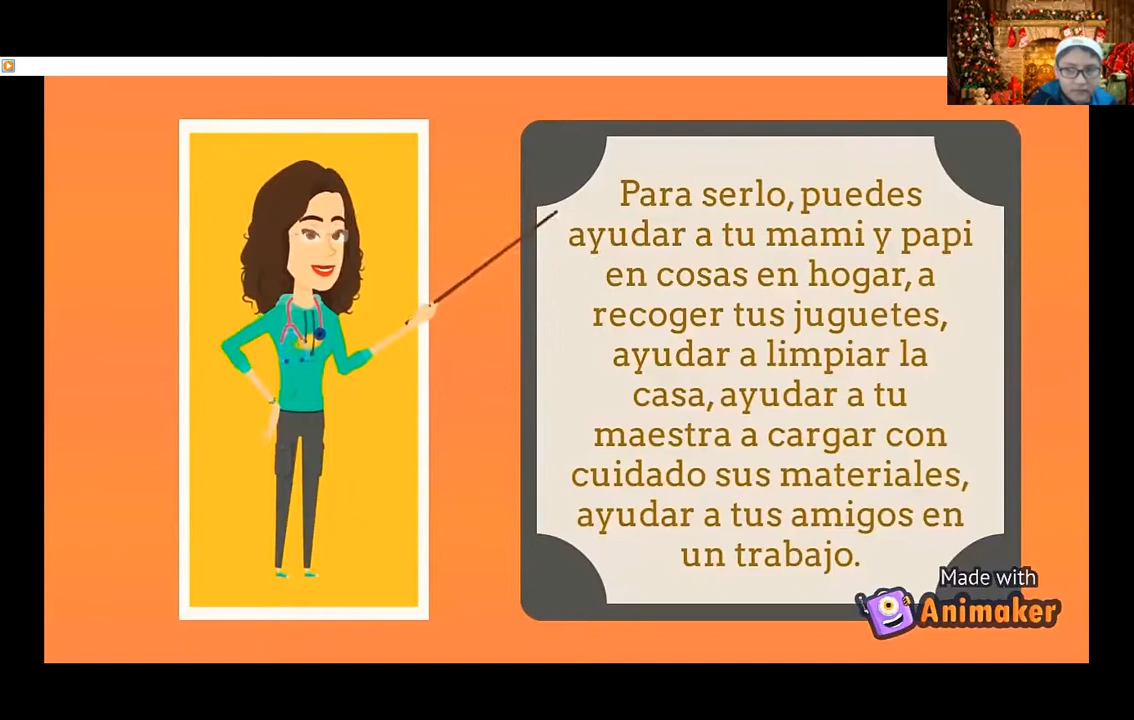 Para serlo, puedes
ayudar a tu mami y papi
en cosas en hogar, a
recoger tus juguetes,
ayudar a limpiar la
casa, ayudar a tu
maestra a cargar con
cuidado sus materiales,
ayudar a tus amigos en
un trabajo.
Made with
Animaker